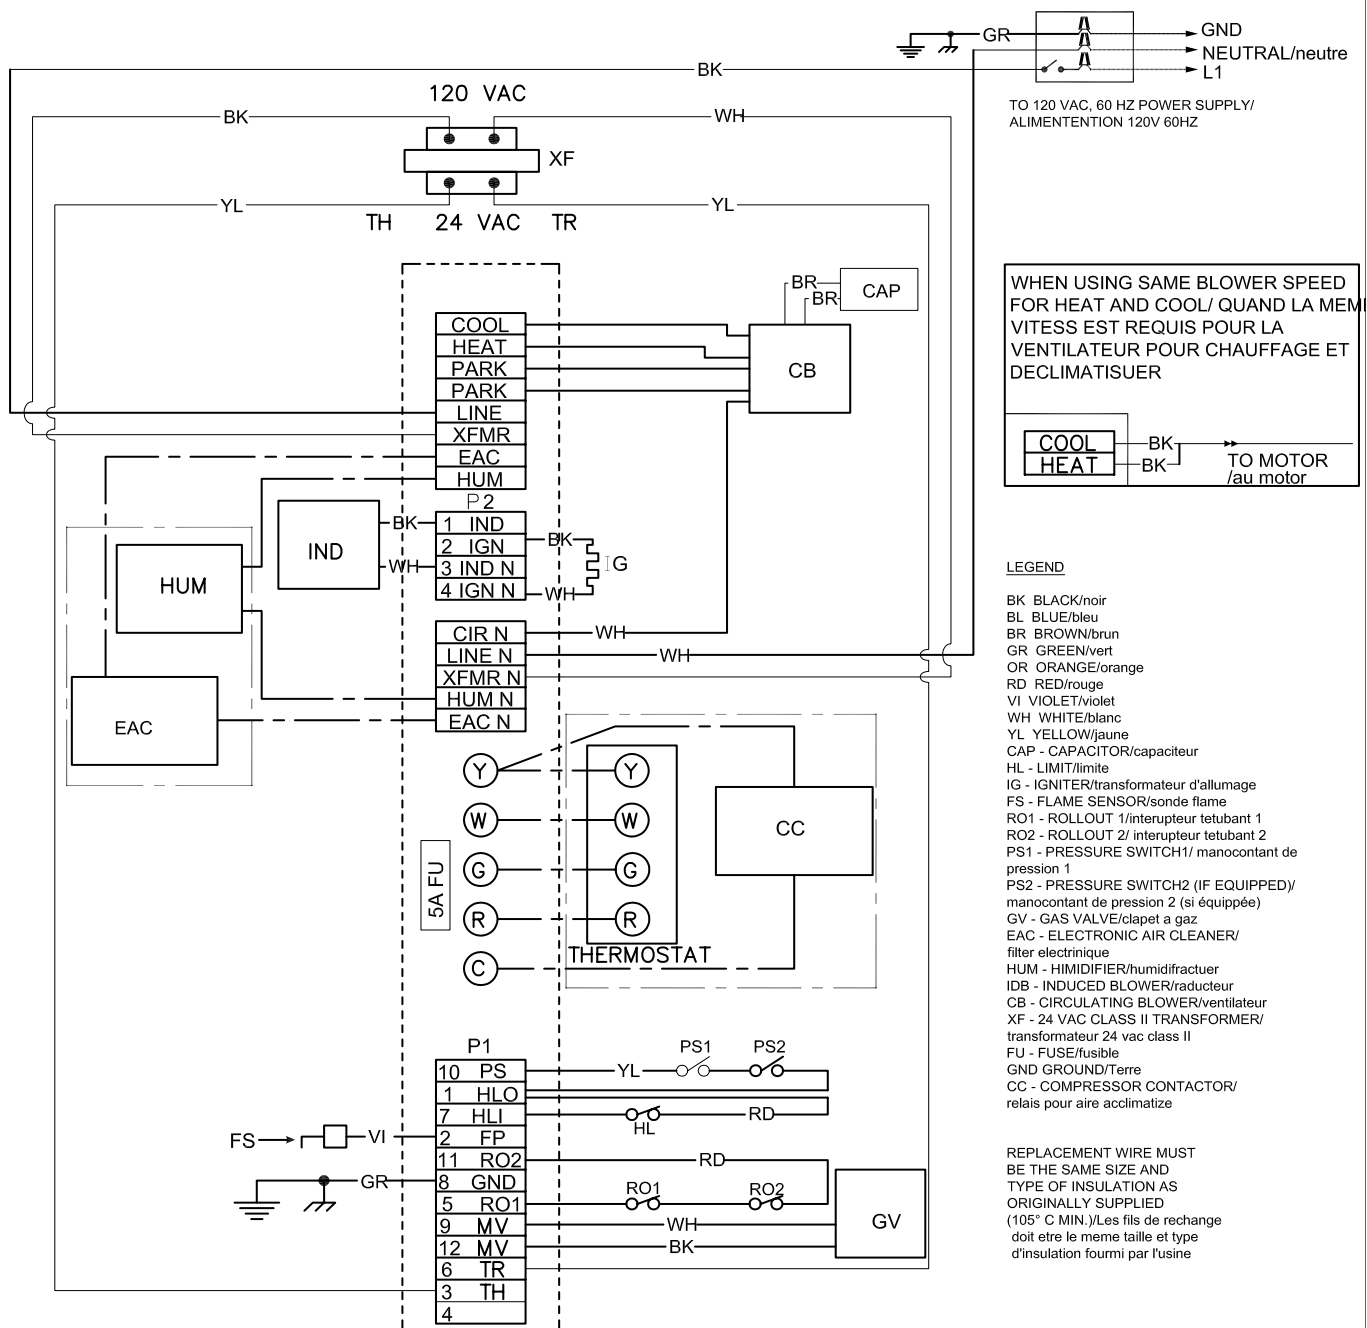 GR
GND
NEUTRAL/neutre
BK
L1
TO 120 VAC, 60 HZ POWER SUPPLY/
ALIMENTENTION 120V 60HZ
120 VAC
BK
WH
XF
YL
YL
TH 24 VAC TR
WHEN USING SAME BLOWER SPEED
FOR HEAT AND COOL/ QUAND LA MEME
VITESS EST REQUIS POUR LA
VENTILATEUR POUR CHAUFFAGE ET
DECLIMATISUER
COOL
HEAT
BK
BK
TO MOTOR
/au motor
BR
BR
CAP
CB
COOL
HEAT
PARK
PARK
LINE
XFMR
EAC
HUM
P2
1 IND
2 IGN
3 IND N
4 IGN N
BK
WH
IND
BK
WH
IG
HUM
EAC
CIR N
LINE N
XFMR N
HUM N
EAC N
WH
WH
Y
W
G
R
C
5A FU
Y
W
G
R
THERMOSTAT
CC
P1
10 PS
1 HLO
7 HLI
2 FP
11 RO2
8 GND
5 RO1
9 MV
12 MV
6 TR
3 TH
4
YL
PS1
PS2
HL
RD
FS
VI
GR
RD
RO1
RO2
WH
BK
GV
LEGEND
BK BLACK/noir
BL BLUE/bleu
BR BROWN/brun
GR GREEN/vert
OR ORANGE/orange
RD RED/rouge
VI VIOLET/violet
WH WHITE/blanc
YL YELLOW/jaune
CAP - CAPACITOR/capaciteur
HL - LIMIT/limite
IG - IGNITER/transformateur d'allumage
FS - FLAME SENSOR/sonde flame
RO1 - ROLLOUT 1/interupteur tetubant 1
RO2 - ROLLOUT 2/ interupteur tetubant 2
PS1 - PRESSURE SWITCH1/ manocontant de
pression 1
PS2 - PRESSURE SWITCH2 (IF EQUIPPED)/
manocontant de pression 2 (si équippée)
GV - GAS VALVE/clapet a gaz
EAC - ELECTRONIC AIR CLEANER/
filter electrinique
HUM - HIMIDIFIER/humidifractuer
IDB - INDUCED BLOWER/raducteur
CB - CIRCULATING BLOWER/ventilateur
XF - 24 VAC CLASS II TRANSFORMER/
transformateur 24 vac class II
FU - FUSE/fusible
GND GROUND/Terre
CC - COMPRESSOR CONTACTOR/
relais pour aire acclimatize
REPLACEMENT WIRE MUST
BE THE SAME SIZE AND
TYPE OF INSULATION AS
ORIGINALLY SUPPLIED
(105° C MIN.)/Les fils de rechange
doit etre le meme taille et type
d'insulation fourmi par l'usine